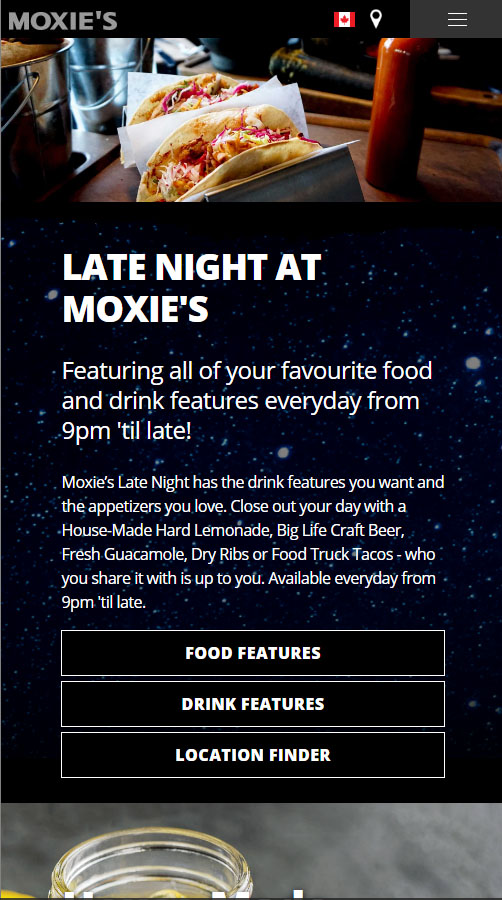 MOXIE'S
LATE NIGHT AT
MOXIE'S
Featuring all of your favourite food
and drink features everyday from
9pm 'til late!
Moxie’s Late Night has the drink features you want and
the appetizers you love. Close out your day with a
House-Made Hard Lemonade, Big Life Craft Beer,
Fresh Guacamole, Dry Ribs or Food Truck Tacos - who
you share it with is up to you. Available everyday from
9pm 'til late.
FOOD FEATURES
DRINK FEATURES
LOCATION FINDER